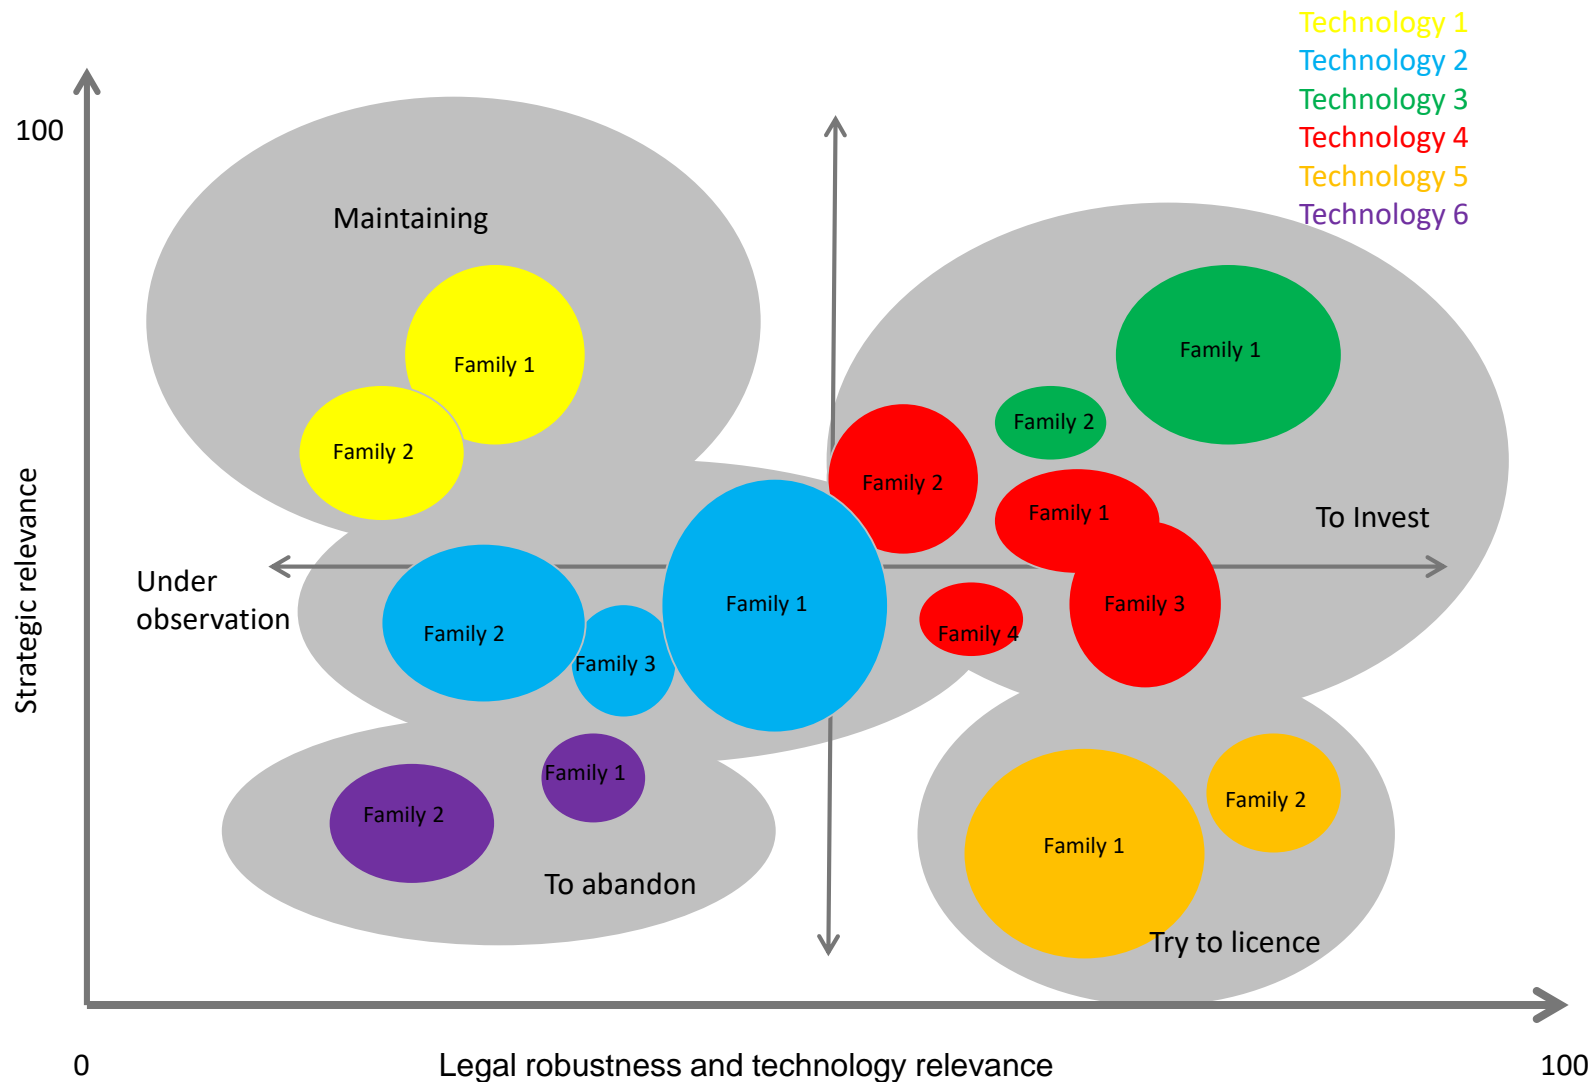 Technology 1
Technology 2
Technology 3
Technology 4
Technology 5
Technology 6
100
Maintaining
Family 1
Family 1
Family 2
Family 2
Family 2
Family 1
To Invest
Strategic relevance
Under
observation
Family 2
Family 3
Family 1
Family 4
Family 3
Family 1
Family 2
Family 2
Family 1
To abandon
Try to licence
0
Legal robustness and technology relevance
100